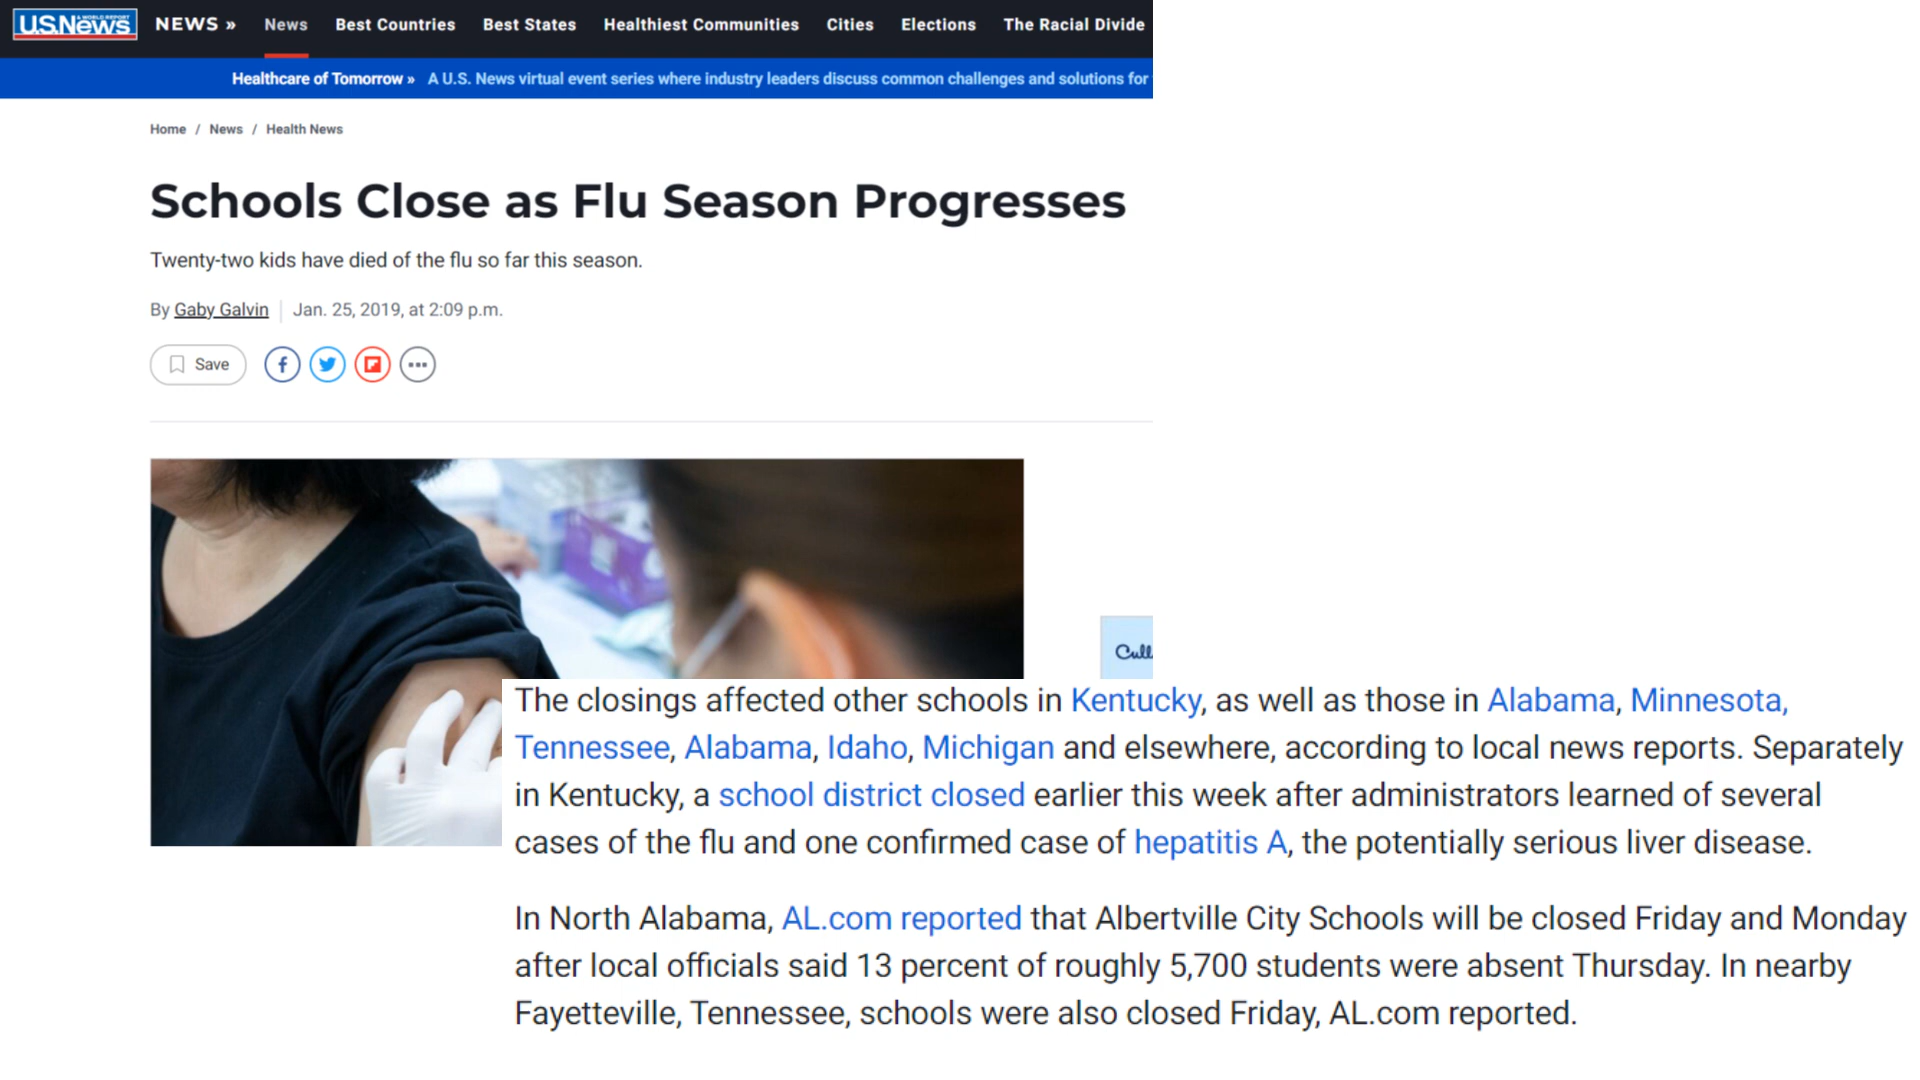 U.S.News
& WORLD REPORT
NEWS » News Best Countries Best States Healthiest Communities Cities Elections The Racial Divide
Healthcare of Tomorrow » A U.S. News virtual event series where industry leaders discuss common challenges and solutions for
Home / News / Health News
Schools Close as Flu Season Progresses
Twenty-two kids have died of the flu so far this season.
By Gaby Galvin | Jan. 25, 2019, at 2:09 p.m.
Save
The closings affected other schools in Kentucky, as well as those in Alabama, Minnesota,
Tennessee, Alabama, Idaho, Michigan and elsewhere, according to local news reports. Separately
in Kentucky, a school district closed earlier this week after administrators learned of several
cases of the flu and one confirmed case of hepatitis A, the potentially serious liver disease.
In North Alabama, AL.com reported that Albertville City Schools will be closed Friday and Monday
after local officials said 13 percent of roughly 5,700 students were absent Thursday. In nearby
Fayetteville, Tennessee, schools were also closed Friday, AL.com reported.